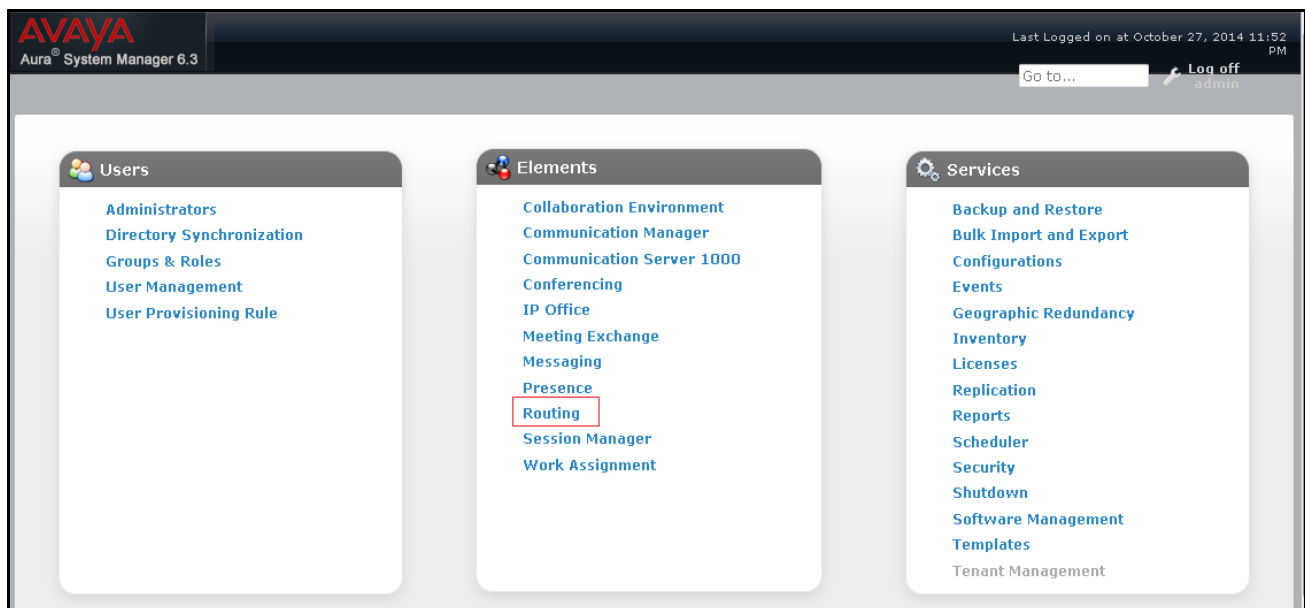 AVAYA
Aura® System Manager 6.3
Last Logged on at October 27, 2014 11:52
PM
Go to...
Log off
admin
Users
Administrators
Directory Synchronization
Groups & Roles
User Management
User Provisioning Rule
Elements
Collaboration Environment
Communication Manager
Communication Server 1000
Conferencing
IP Office
Meeting Exchange
Messaging
Presence
Routing
Session Manager
Work Assignment
Services
Backup and Restore
Bulk Import and Export
Configurations
Events
Geographic Redundancy
Inventory
Licenses
Replication
Reports
Scheduler
Security
Shutdown
Software Management
Templates
Tenant Management